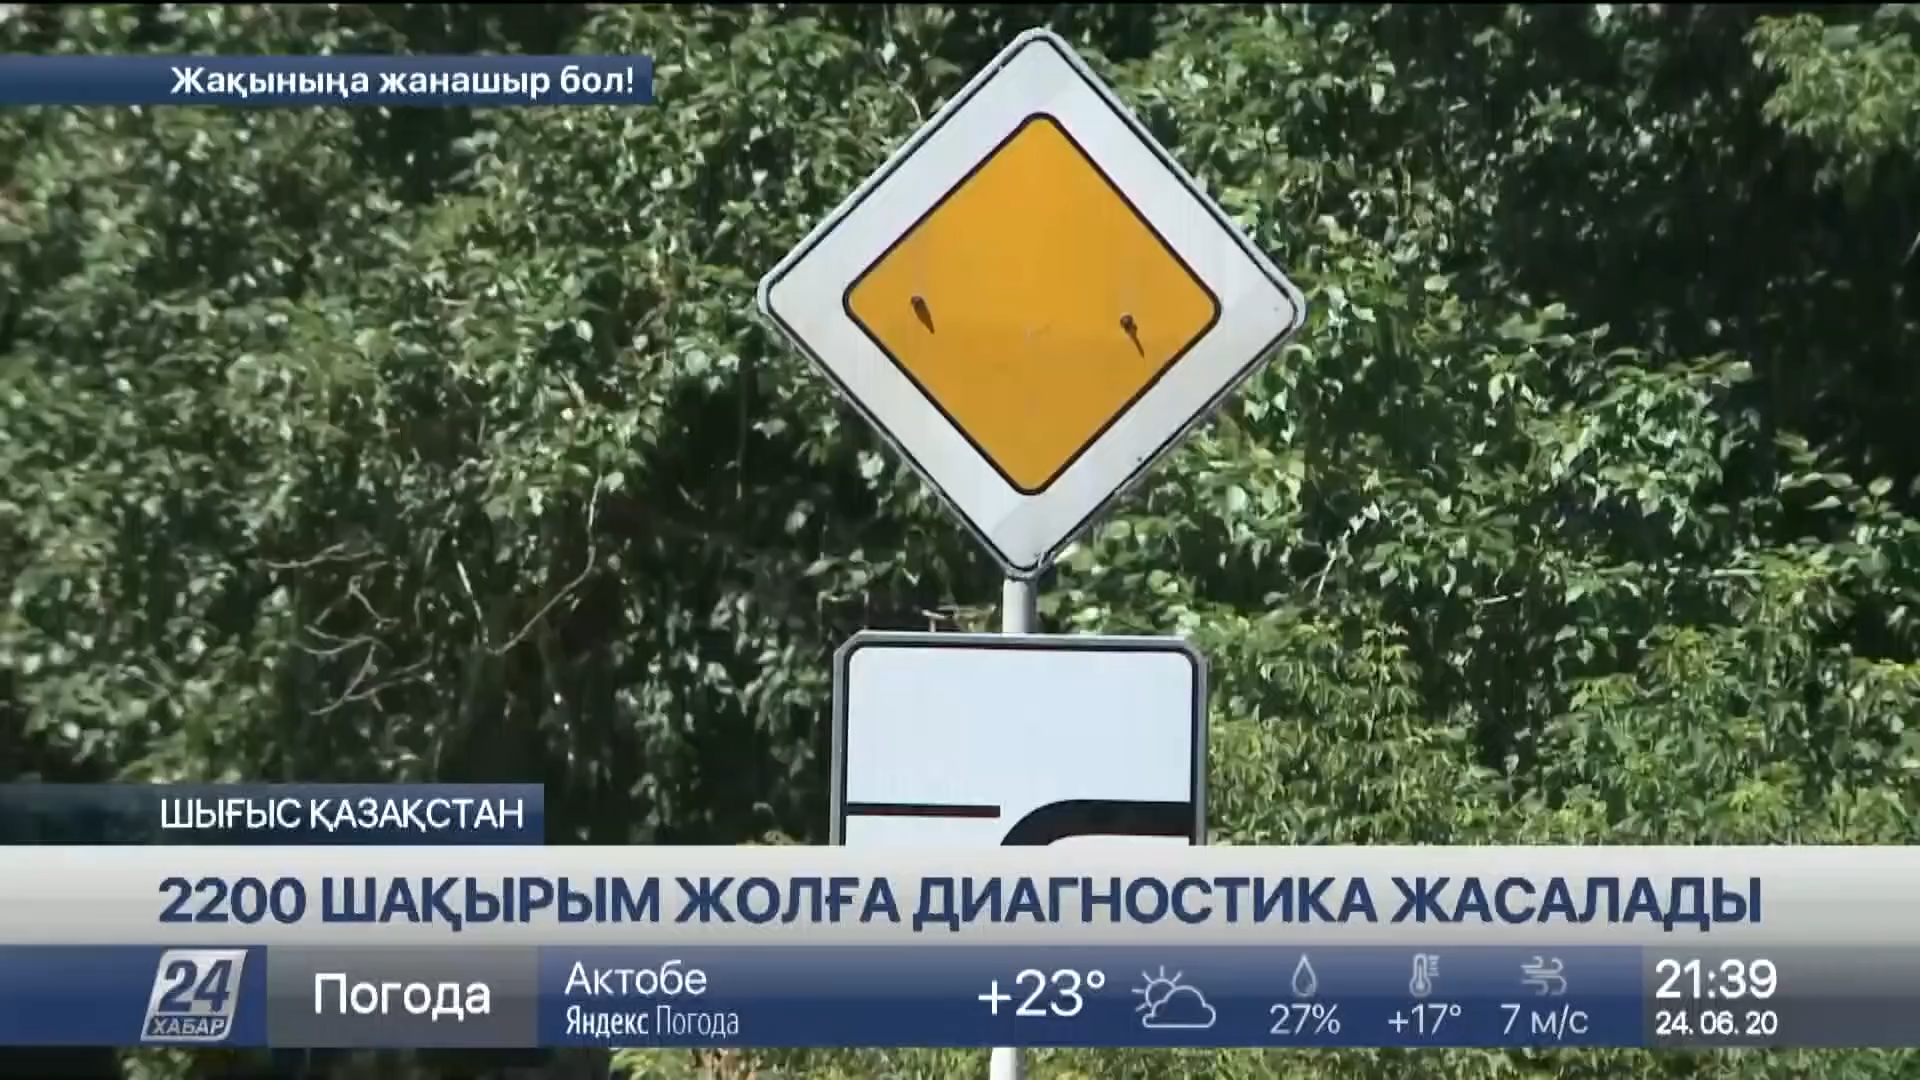 Жақыныңа жанашыр бол!
ШЫҒЫС ҚАЗАҚСТАН
2200 ШАҚЫРЫМ ЖОЛҒА ДИАГНОСТИКА ЖАСАЛАДЫ
24 ХАБАР
Погода
Актобе
Яндекс Погода
+23°
27%
+17°
7 м/с
21:39
24. 06. 20